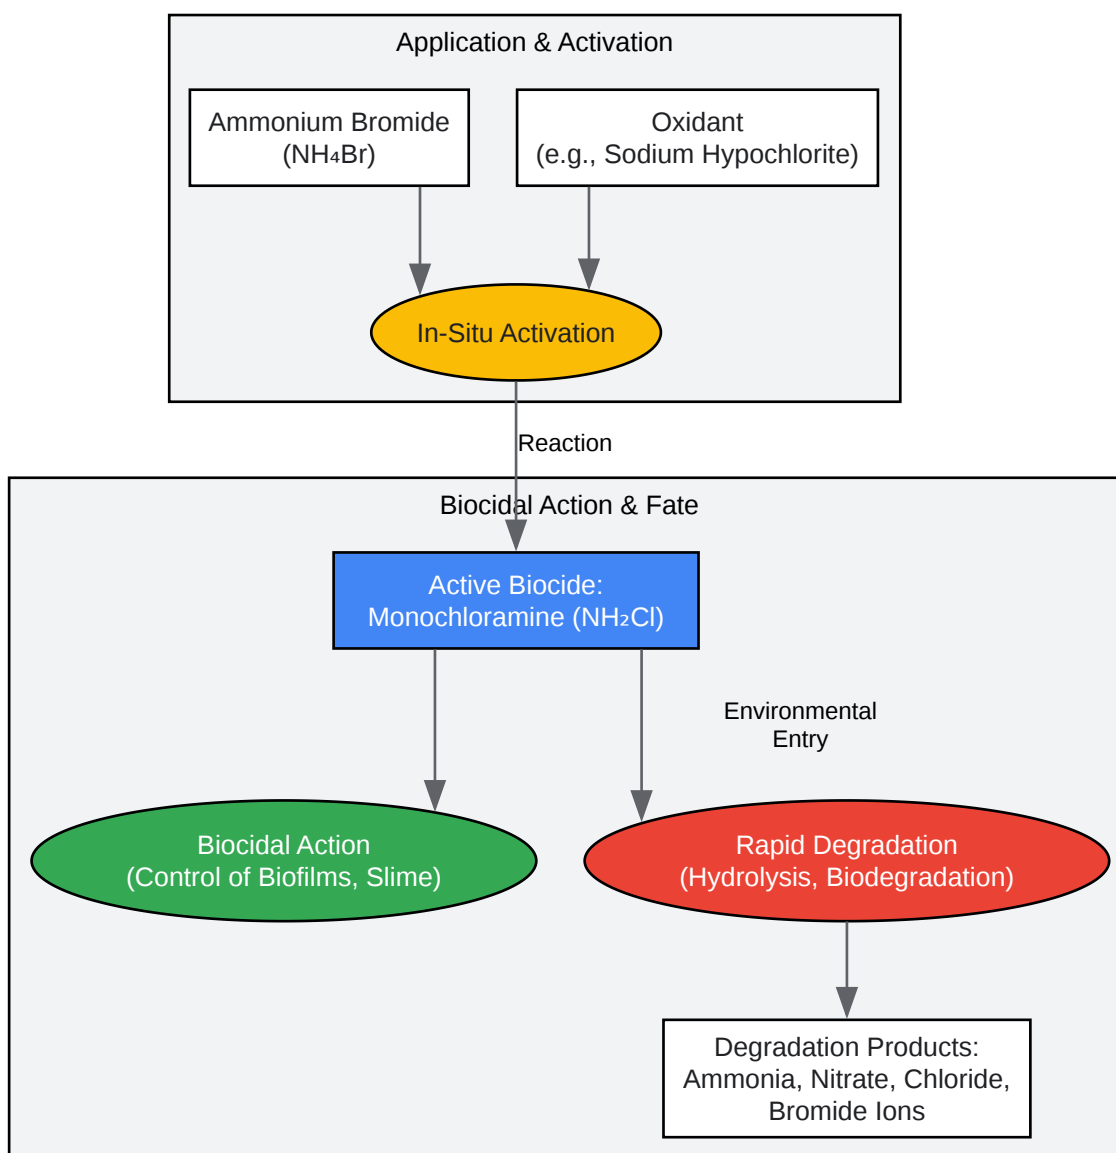 Application & Activation
Ammonium Bromide
(NH₄Br)
Oxidant
(e.g., Sodium Hypochlorite)
In-Situ Activation
Reaction
Biocidal Action & Fate
Active Biocide:
Monochloramine (NH₂Cl)
Environmental
Entry
Biocidal Action
(Control of Biofilms, Slime)
Rapid Degradation
(Hydrolysis, Biodegradation)
Degradation Products:
Ammonia, Nitrate, Chloride,
Bromide Ions